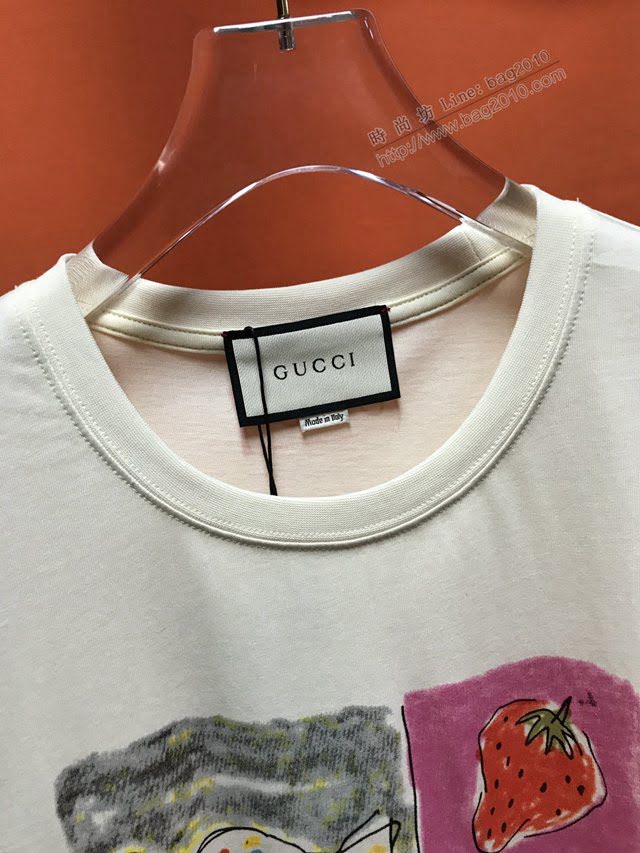 時尚坊 Line: bag2010
http://www.bag2010.com
GUCCI
Made in Italy